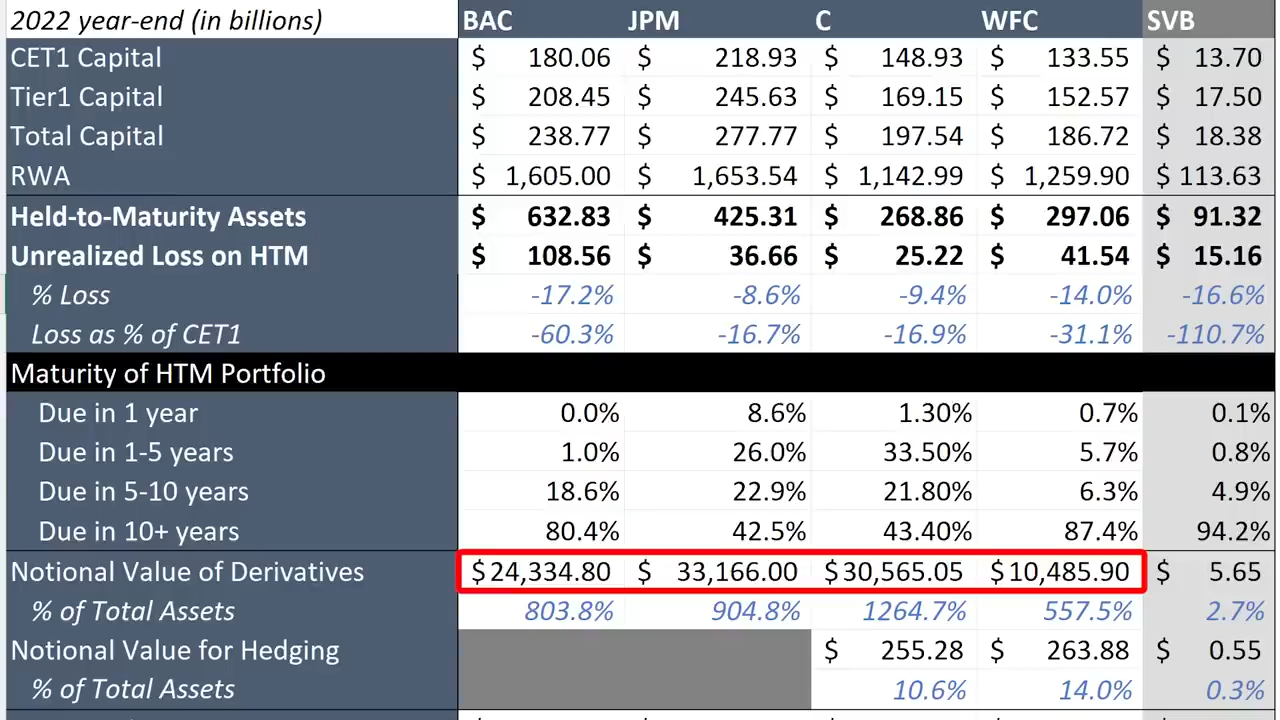 2022 year-end (in billions) BAC JPM C WFC SVB
CET1 Capital $ 180.06 $ 218.93 $ 148.93 $ 133.55 $ 13.70
Tier1 Capital $ 208.45 $ 245.63 $ 169.15 $ 152.57 $ 17.50
Total Capital $ 238.77 $ 277.77 $ 197.54 $ 186.72 $ 18.38
RWA $ 1,605.00 $ 1,653.54 $ 1,142.99 $ 1,259.90 $ 113.63
Held-to-Maturity Assets $ 632.83 $ 425.31 $ 268.86 $ 297.06 $ 91.32
Unrealized Loss on HTM $ 108.56 $ 36.66 $ 25.22 $ 41.54 $ 15.16
% Loss -17.2% -8.6% -9.4% -14.0% -16.6%
Loss as % of CET1 -60.3% -16.7% -16.9% -31.1% -110.7%
Maturity of HTM Portfolio
Due in 1 year 0.0% 8.6% 1.30% 0.7% 0.1%
Due in 1-5 years 1.0% 26.0% 33.50% 5.7% 0.8%
Due in 5-10 years 18.6% 22.9% 21.80% 6.3% 4.9%
Due in 10+ years 80.4% 42.5% 43.40% 87.4% 94.2%
Notional Value of Derivatives $ 24,334.80 $ 33,166.00 $ 30,565.05 $ 10,485.90 $ 5.65
% of Total Assets 803.8% 904.8% 1264.7% 557.5% 2.7%
Notional Value for Hedging $ 255.28 $ 263.88 $ 0.55
% of Total Assets 10.6% 14.0% 0.3%